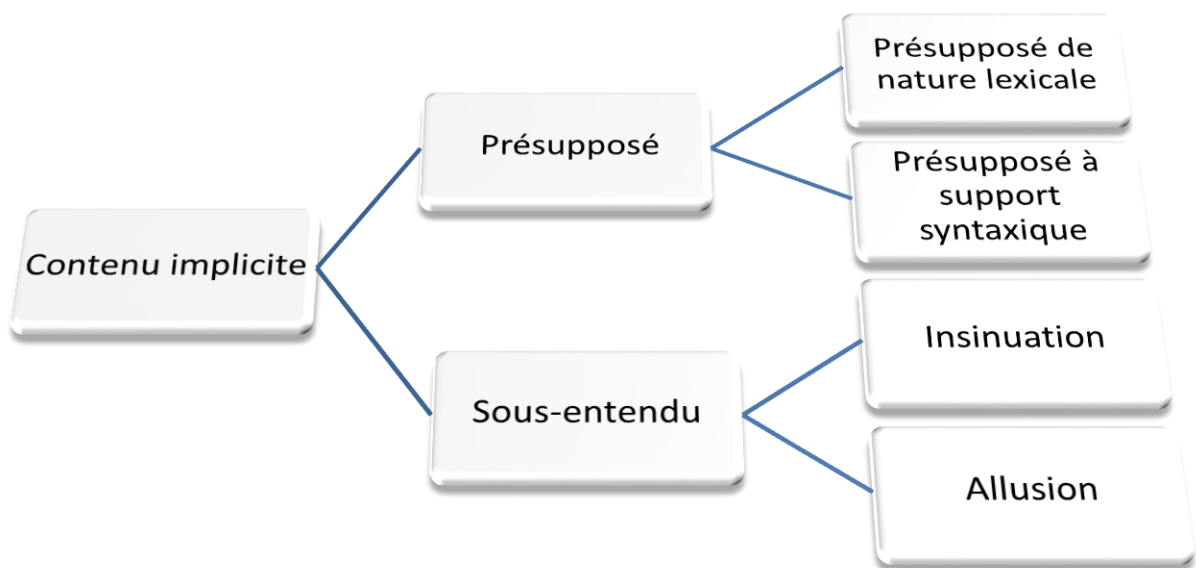 Contenu implicite
Présupposé
Sous-entendu
Présupposé de
nature lexicale
Présupposé à
support
syntaxique
Insinuation
Allusion